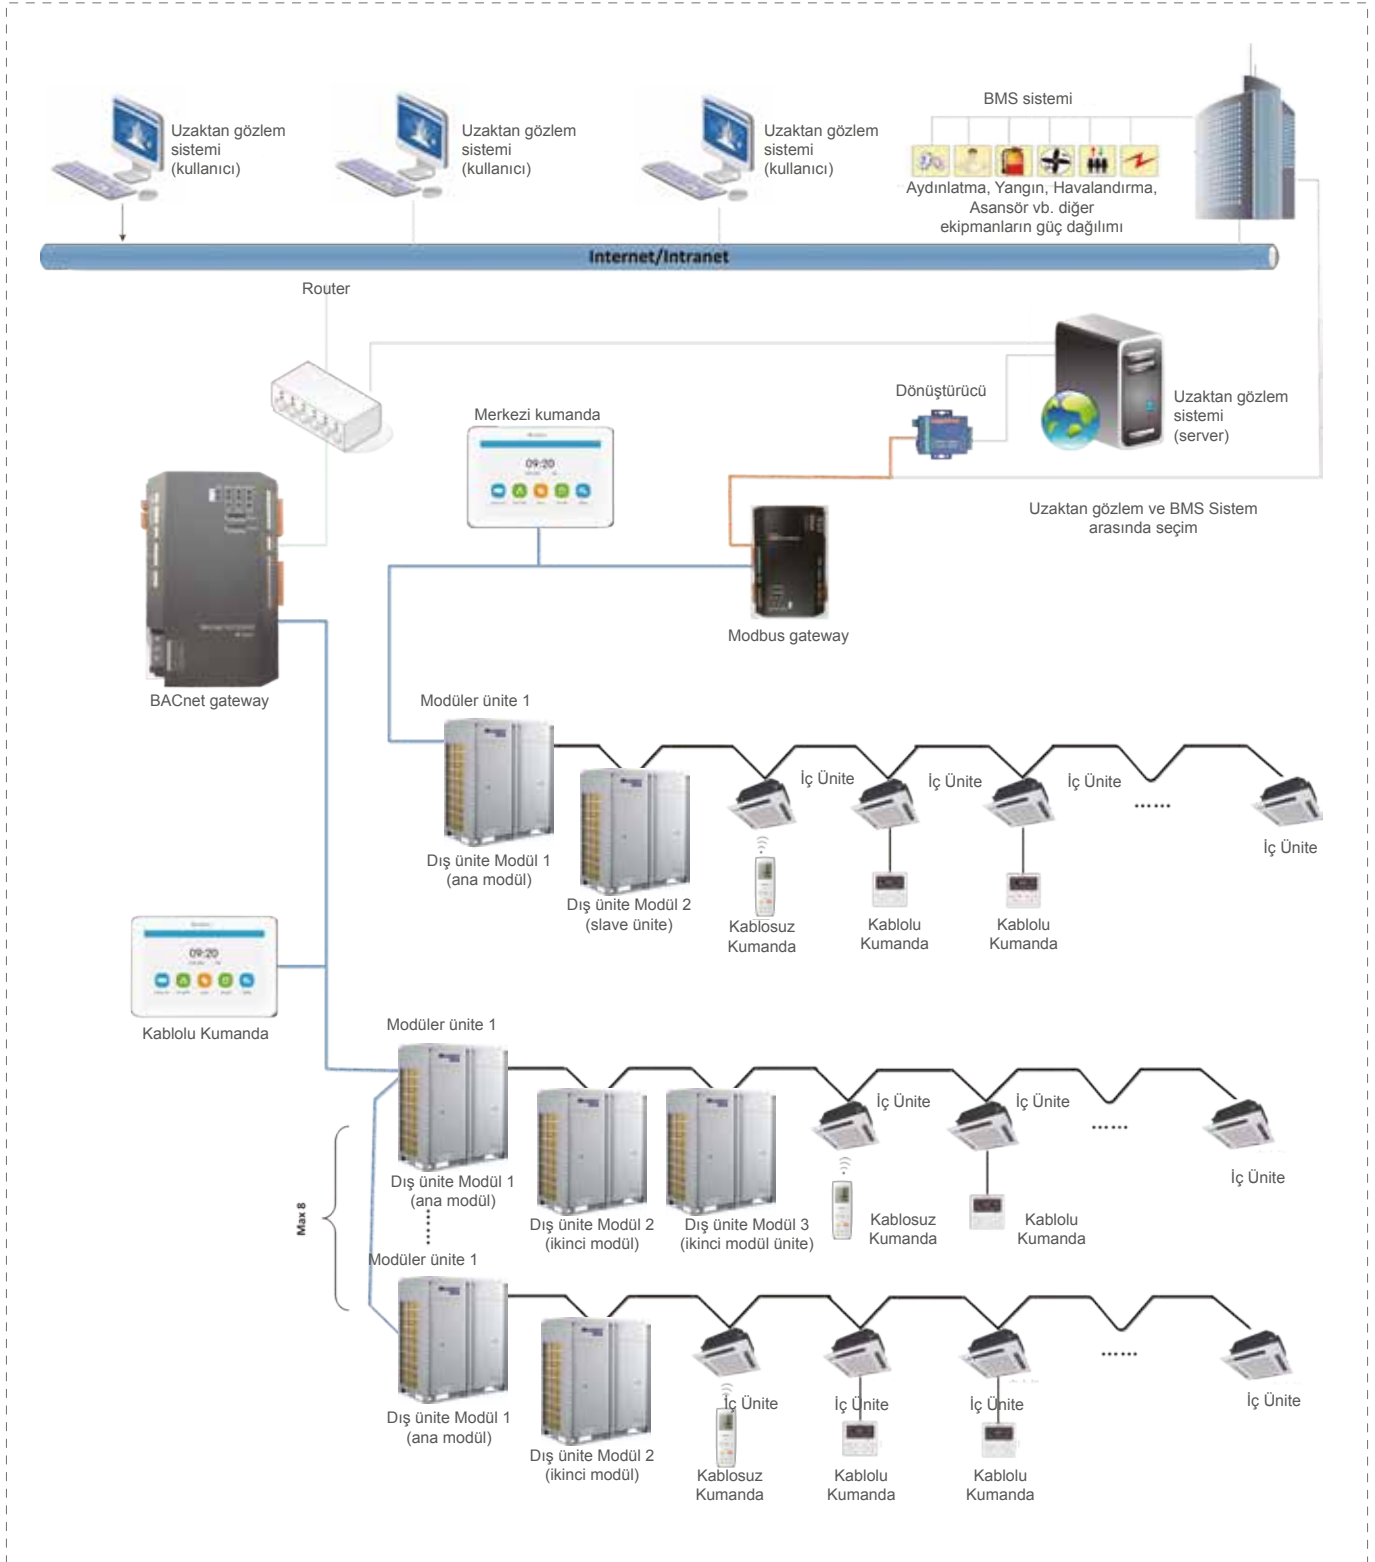 BMS sistemi
Uzaktan gözlem
sistemi
(kullanıcı)
Uzaktan gözlem
sistemi
(kullanıcı)
Uzaktan gözlem
sistemi
(kullanıcı)
Aydınlatma, Yangın, Havalandırma,
Asansör vb. diğer
ekipmanların güç dağılımı
Internet/Intranet
Router
Merkezi kumanda
09:20
Dönüştürücü
Uzaktan gözlem
sistemi
(server)
Uzaktan gözlem ve BMS Sistem
arasında seçim
Modbus gateway
BACnet gateway
Modüler ünite 1
İç Ünite
İç Ünite
İç Ünite
......
İç Ünite
Dış ünite Modül 1
(ana modül)
Dış ünite Modül 2
(slave ünite)
Kablosuz
Kumanda
Kablolu
Kumanda
Kablolu
Kumanda
09:20
Kablolu Kumanda
Modüler ünite 1
İç Ünite
İç Ünite
......
İç Ünite
Dış ünite Modül 1
(ana modül)
Dış ünite Modül 2
(ikinci modül)
Dış ünite Modül 3
(ikinci modül ünite)
Kablosuz
Kumanda
Kablolu
Kumanda
Max 8
Modüler ünite 1
......
İç Ünite
İç Ünite
İç Ünite
İç Ünite
Dış ünite Modül 1
(ana modül)
Dış ünite Modül 2
(ikinci modül)
Kablosuz
Kumanda
Kablolu
Kumanda
Kablolu
Kumanda